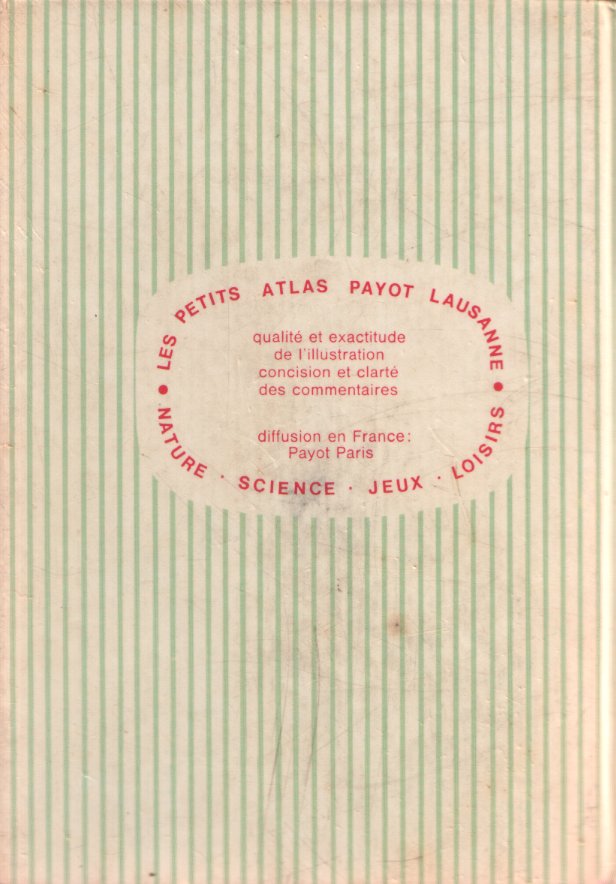 LES PETITS ATLAS PAYOT LAUSANNE
qualité et exactitude
de l'illustration
concision et clarté
des commentaires
diffusion en France:
Payot Paris
• NATURE · SCIENCE · JEUX · LOISIRS •